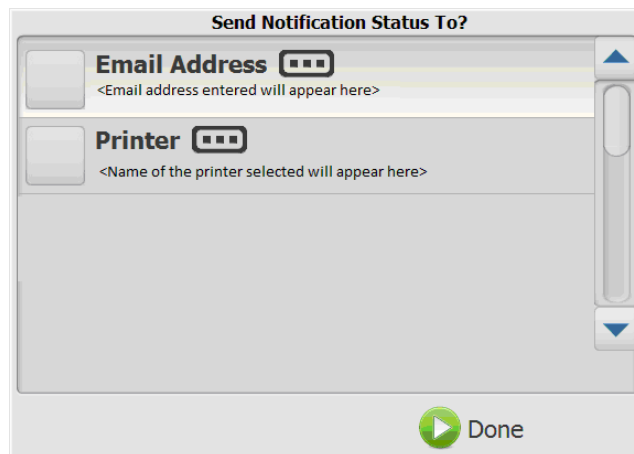 Send Notification Status To?
Email Address
<Email address entered will appear here>
Printer
<Name of the printer selected will appear here>
Done